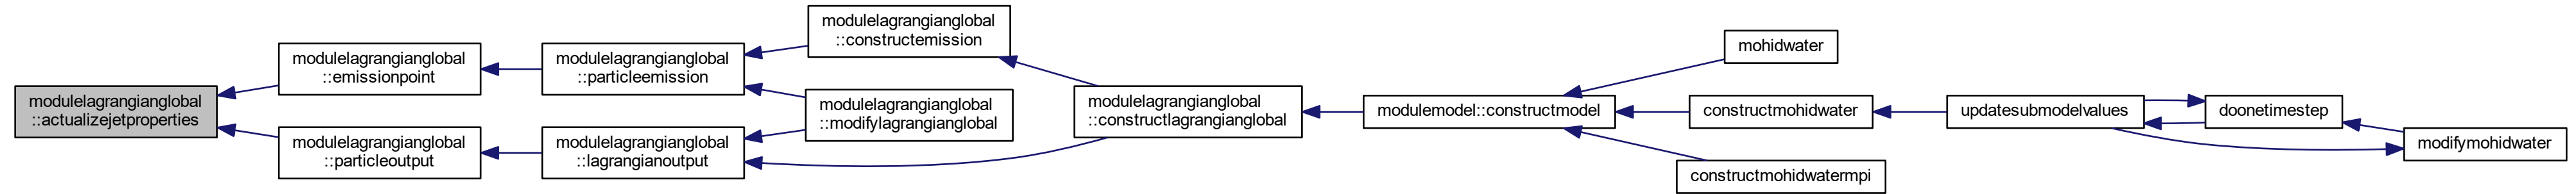 modulelagrangianglobal
::actualizejetproperties
modulelagrangianglobal
::emissionpoint
modulelagrangianglobal
::particleoutput
modulelagrangianglobal
::particleemission
modulelagrangianglobal
::lagrangianoutput
modulelagrangianglobal
::constructemission
modulelagrangianglobal
::modifylagrangianglobal
modulelagrangianglobal
::constructlagrangianglobal
modulemodel::constructmodel
mohidwater
constructmohidwater
constructmohidwatermpi
updatesubmodelvalues
doonetimestep
modifymohidwater